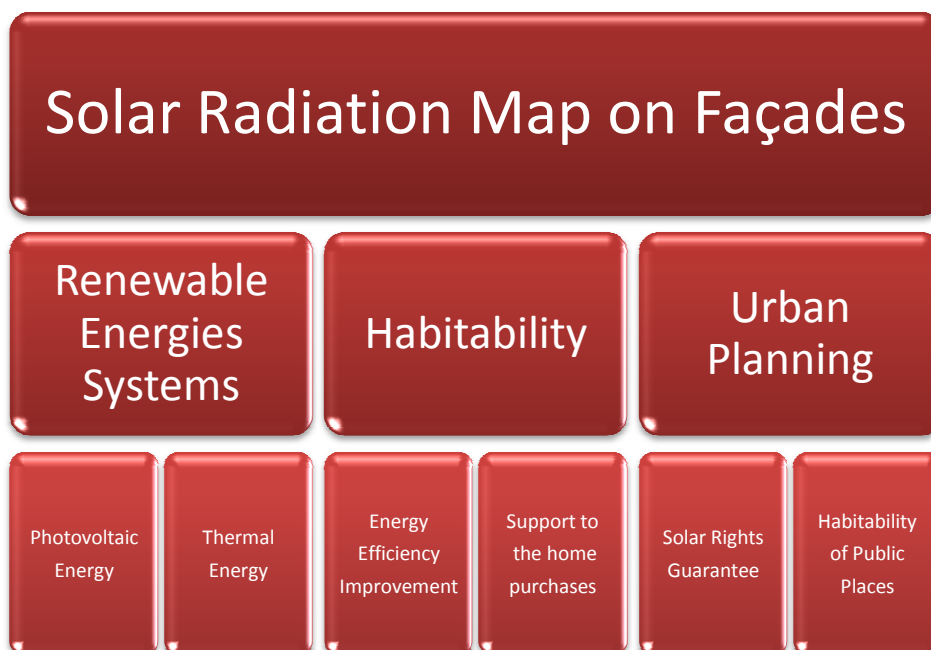 Solar Radiation Map on Façades
Renewable
Energies
Systems
Habitability
Urban
Planning
Photovoltaic
Energy
Thermal
Energy
Energy
Efficiency
Improvement
Support to
the home
purchases
Solar Rights
Guarantee
Habitability
of Public
Places